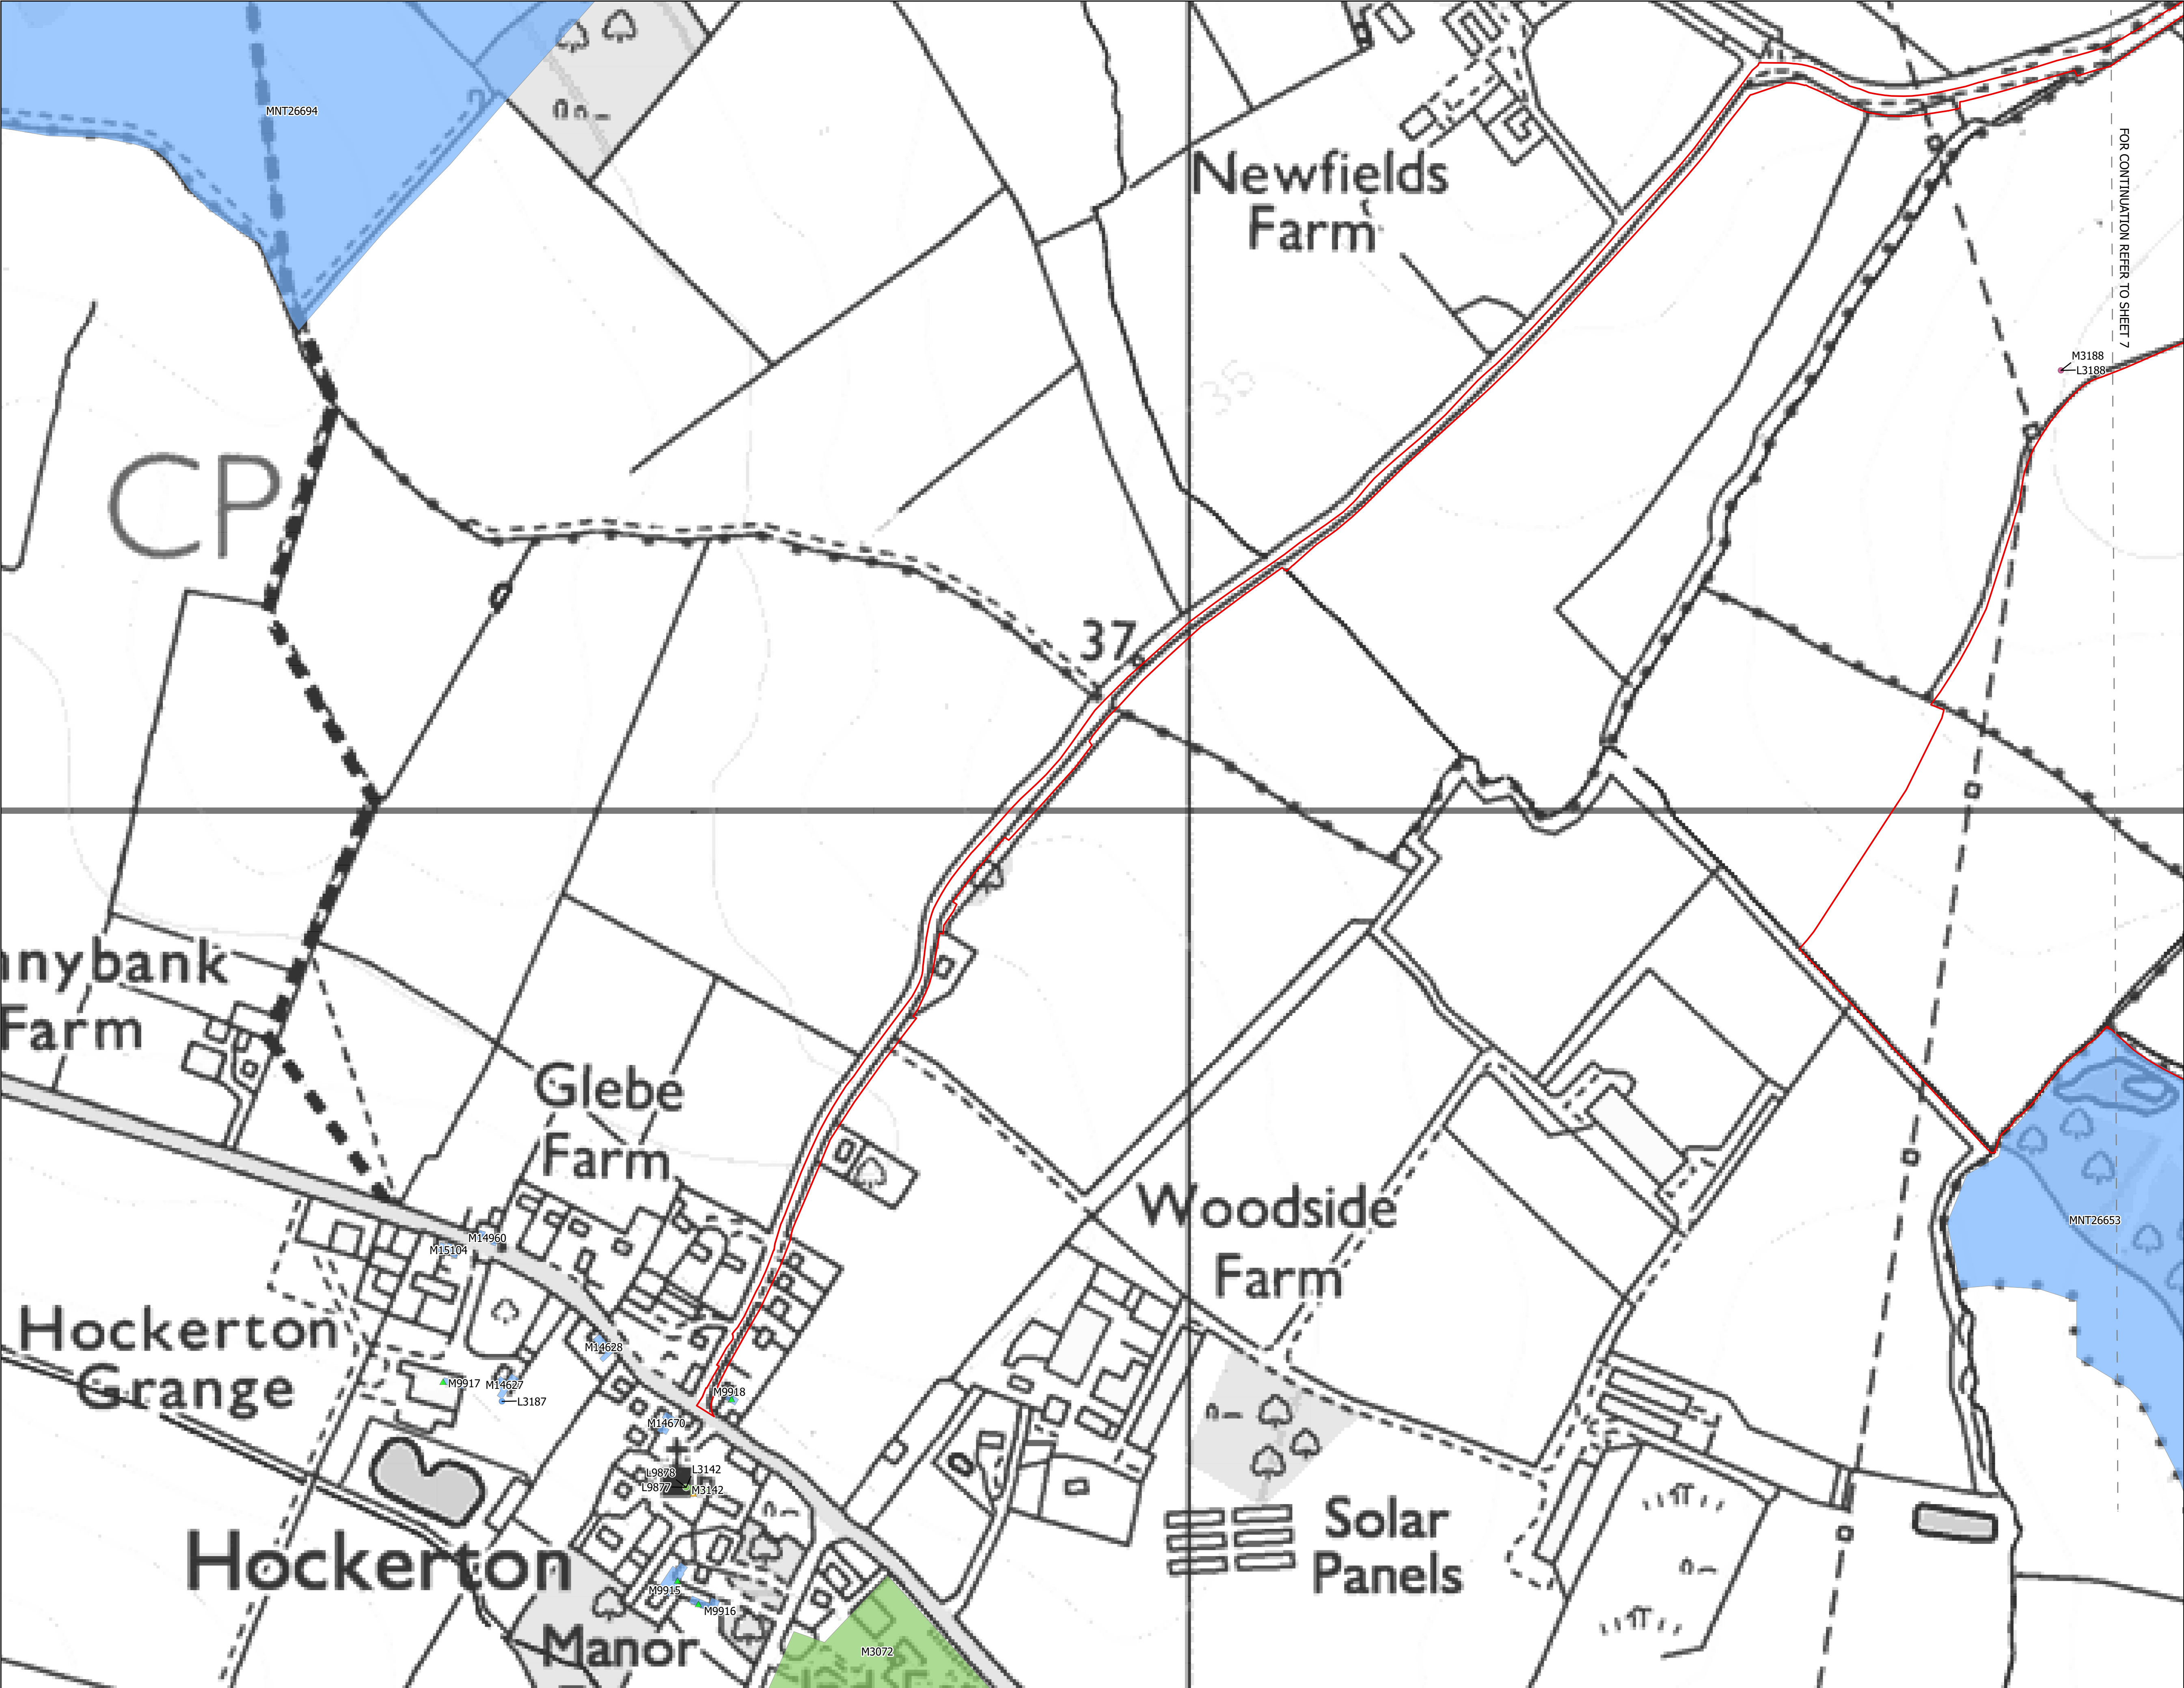 MNT26694
Newfields
Farm
FOR CONTINUATION REFER TO SHEET 7
M3188
L3188
35
CP
37
nnybank
Farm
Glebe
Farm
Woodside
Farm
MNT26653
M14960
M15104
Hockerton
Grange
M14628
M9917
M14627
L3187
M9918
M14670
L9878
L3142
L9877
M3142
Solar
Panels
Hockerton
M9915
M9916
Manor
M3072